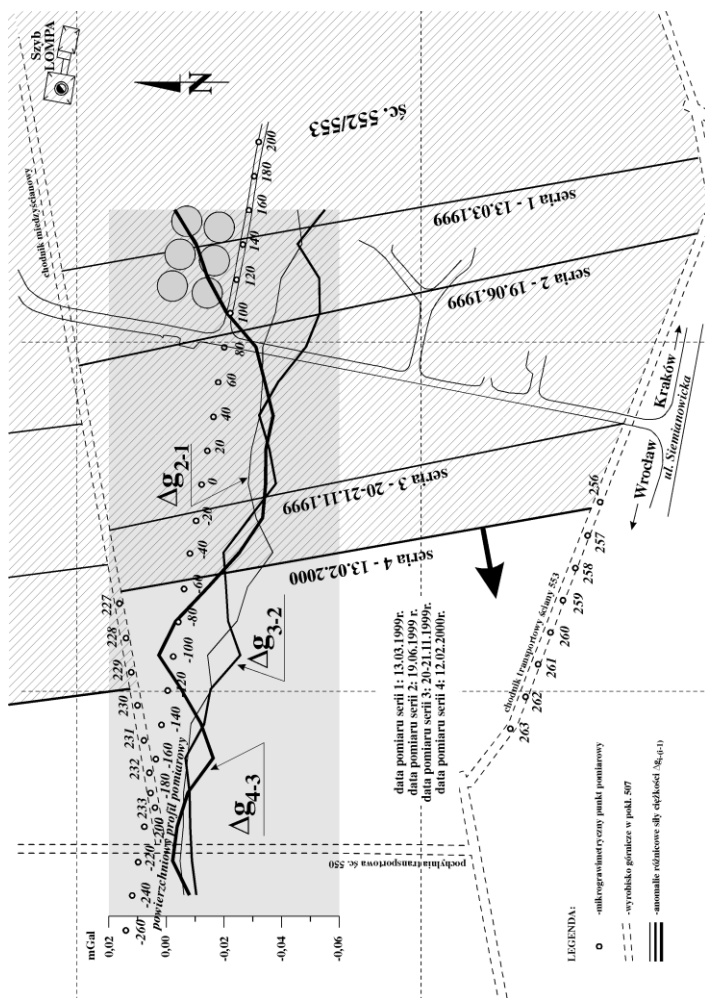 Szyb
LOMPA
N
chodnik międzyścianowy
śc. 552/553
200
180
160
140
120
100
80
60
40
20
0
-20
-40
-60
-80
-100
-120
-140
-160
-180
-200
-220
-240
-260
seria 1 - 13.03.1999
seria 2 - 19.06.1999
seria 3 - 20-21.11.1999
seria 4 - 13.02.2000
Δg2-1
Δg3-2
Δg4-3
227
228
229
230
231
232
233
powierzchniowy profil pomiarowy
pochylnia transportowa śc. 550
mGal
0,02
0,00
-0,02
-0,04
-0,06
data pomiaru serii 1: 13.03.1999r.
data pomiaru serii 2: 19.06.1999 r.
data pomiaru serii 3: 20-21.11.1999r.
data pomiaru serii 4: 12.02.2000r.
Kraków
Wrocław
ul. Siemianowicka
256
257
258
259
260
261
262
263
chodnik transportowy ściany 553
LEGENDA:
-mikrograwimetryczny punkt pomiarowy
-wyrobisko górnicze w pokł. 507
-anomalie różnicowe siły ciężkości Δgi-(i-1)